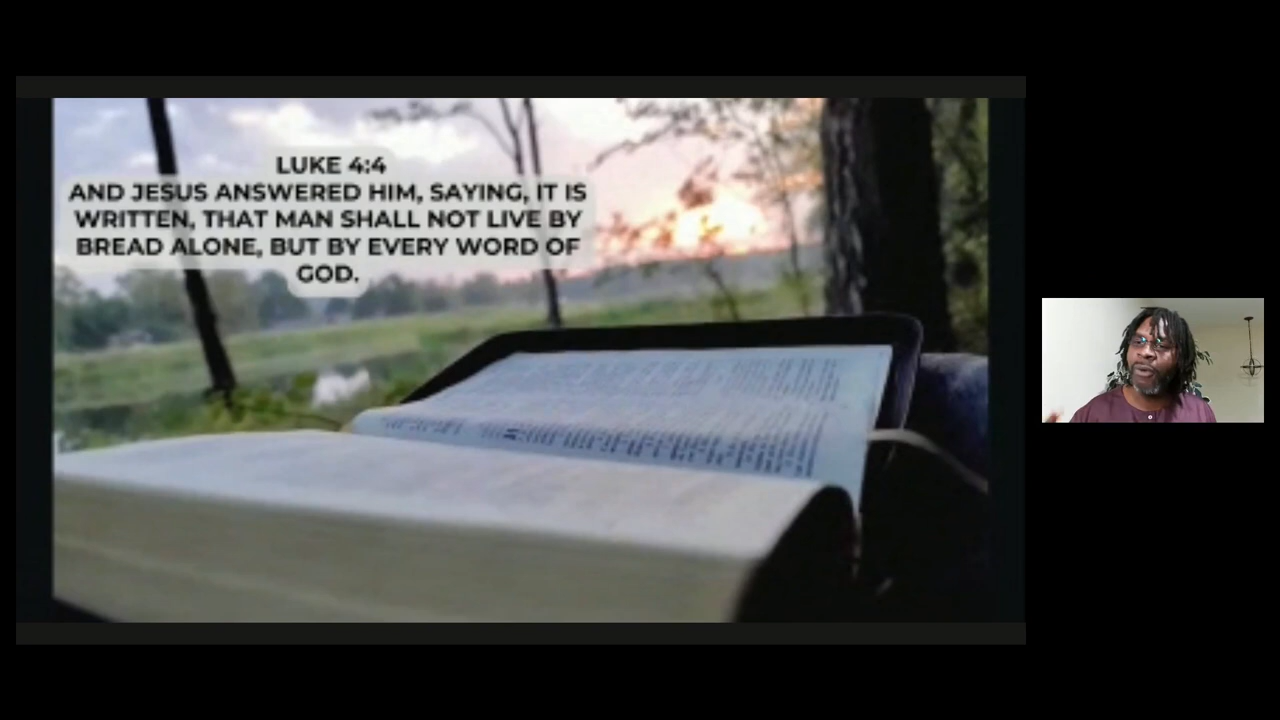 LUKE 4:4
AND JESUS ANSWERED HIM, SAYING, IT IS
WRITTEN, THAT MAN SHALL NOT LIVE BY
BREAD ALONE, BUT BY EVERY WORD OF
GOD.